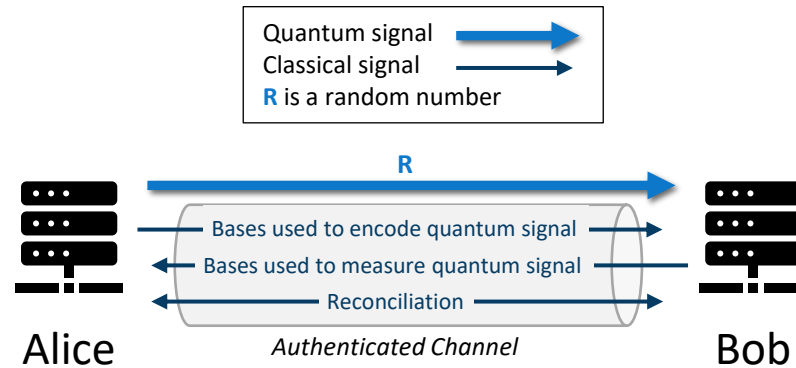 Quantum signal
Classical signal
R is a random number
R
Bases used to encode quantum signal
Bases used to measure quantum signal
Reconciliation
Alice
Authenticated Channel
Bob